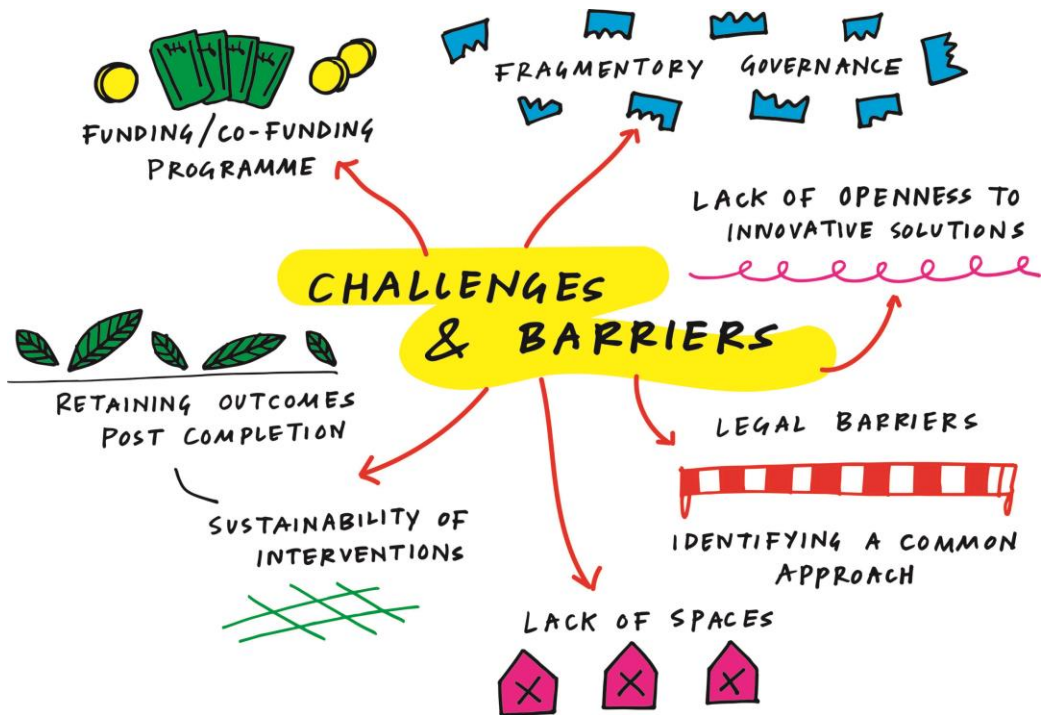 FUNDING/CO-FUNDING
PROGRAMME
FRAGMENTORY GOVERNANCE
LACK OF OPENNESS TO
INNOVATIVE SOLUTIONS
CHALLENGES
& BARRIERS
RETAINING OUTCOMES
POST COMPLETION
LEGAL BARRIERS
IDENTIFYING A COMMON
APPROACH
SUSTAINABILITY OF
INTERVENTIONS
LACK OF SPACES